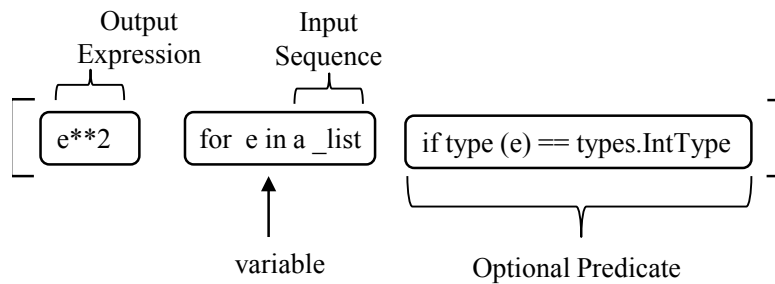 Output Expression
Input Sequence
[ e**2 for e in a _list if type (e) == types.IntType ]
variable
Optional Predicate